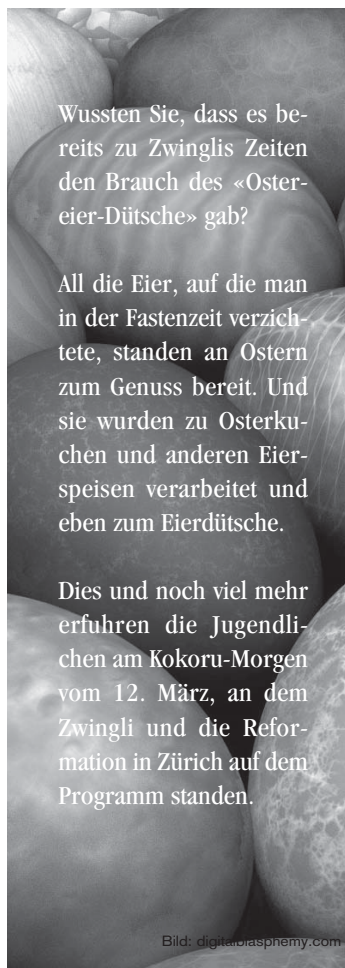 Wussten Sie, dass es be-
reits zu Zwinglis Zeiten
den Brauch des «Oster-
eier-Dütsche» gab?
All die Eier, auf die man
in der Fastenzeit verzich-
tete, standen an Ostern
zum Genuss bereit. Und
sie wurden zu Osterku-
chen und anderen Eier-
speisen verarbeitet und
eben zum Eierdütsche.
Dies und noch viel mehr
erfuhren die Jugendli-
chen am Kokoru-Morgen
vom 12. März, an dem
Zwingli und die Refor-
mation in Zürich auf dem
Programm standen.
Bild: digitalblasphemy.com